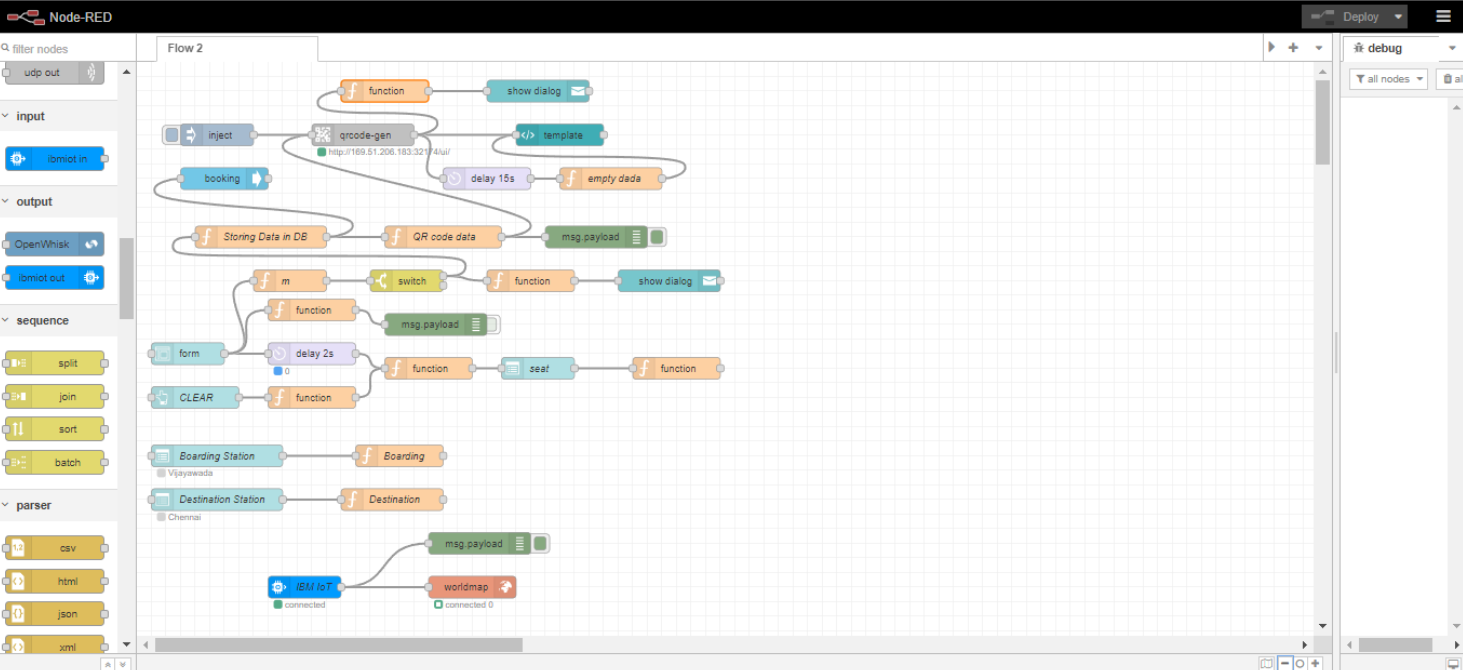 Node-RED
Deploy
filter nodes
Flow 2
debug
all nodes
al
udp out
input
ibmiot in
output
OpenWhisk
ibmiot out
sequence
split
join
sort
batch
parser
csv
html
json
xml
function
show dialog
inject
qrcode-gen
template
http://169.51.206.183:32174/ui/
booking
delay 15s
empty dada
Storing Data in DB
QR code data
msg.payload
m
switch
function
show dialog
function
msg.payload
form
delay 2s
0
function
seat
function
CLEAR
function
Boarding Station
Boarding
Vijayawada
Destination Station
Destination
Chennai
msg.payload
IBM IoT
worldmap
connected
connected 0